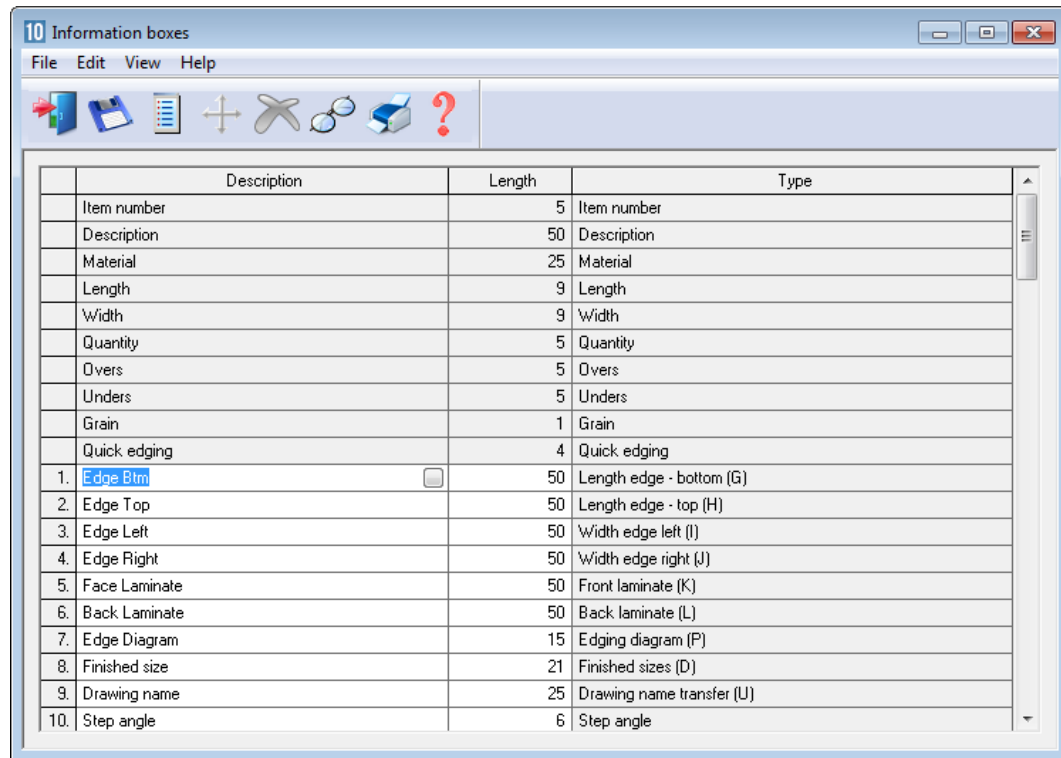 10 Information boxes
File Edit View Help
?
Description Length Type
Item number 5 Item number
Description 50 Description
Material 25 Material
Length 9 Length
Width 9 Width
Quantity 5 Quantity
Overs 5 Overs
Unders 5 Unders
Grain 1 Grain
Quick edging 4 Quick edging
1. Edge Btm 50 Length edge - bottom (G)
2. Edge Top 50 Length edge - top (H)
3. Edge Left 50 Width edge left (I)
4. Edge Right 50 Width edge right (J)
5. Face Laminate 50 Front laminate (K)
6. Back Laminate 50 Back laminate (L)
7. Edge Diagram 15 Edging diagram (P)
8. Finished size 21 Finished sizes (D)
9. Drawing name 25 Drawing name transfer (U)
10. Step angle 6 Step angle